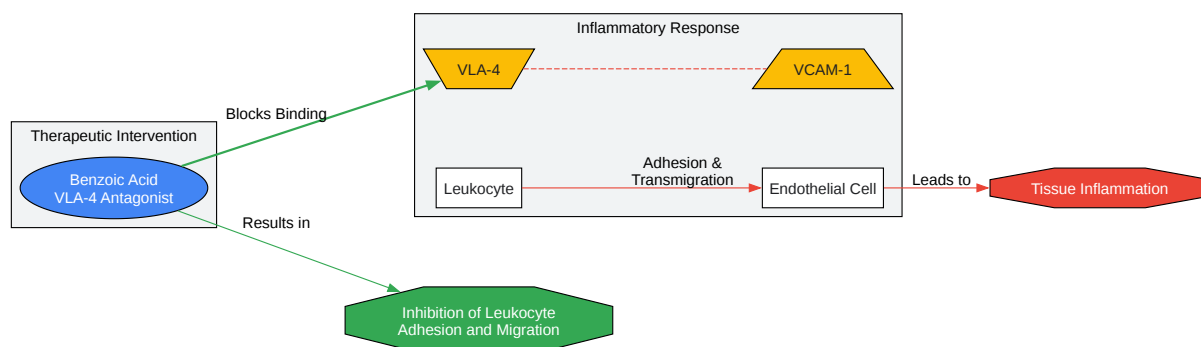 Inflammatory Response
VLA-4
VCAM-1
Blocks Binding
Therapeutic Intervention
Benzoic Acid
VLA-4 Antagonist
Leukocyte
Adhesion &
Transmigration
Endothelial Cell
Leads to
Tissue Inflammation
Results in
Inhibition of Leukocyte
Adhesion and Migration